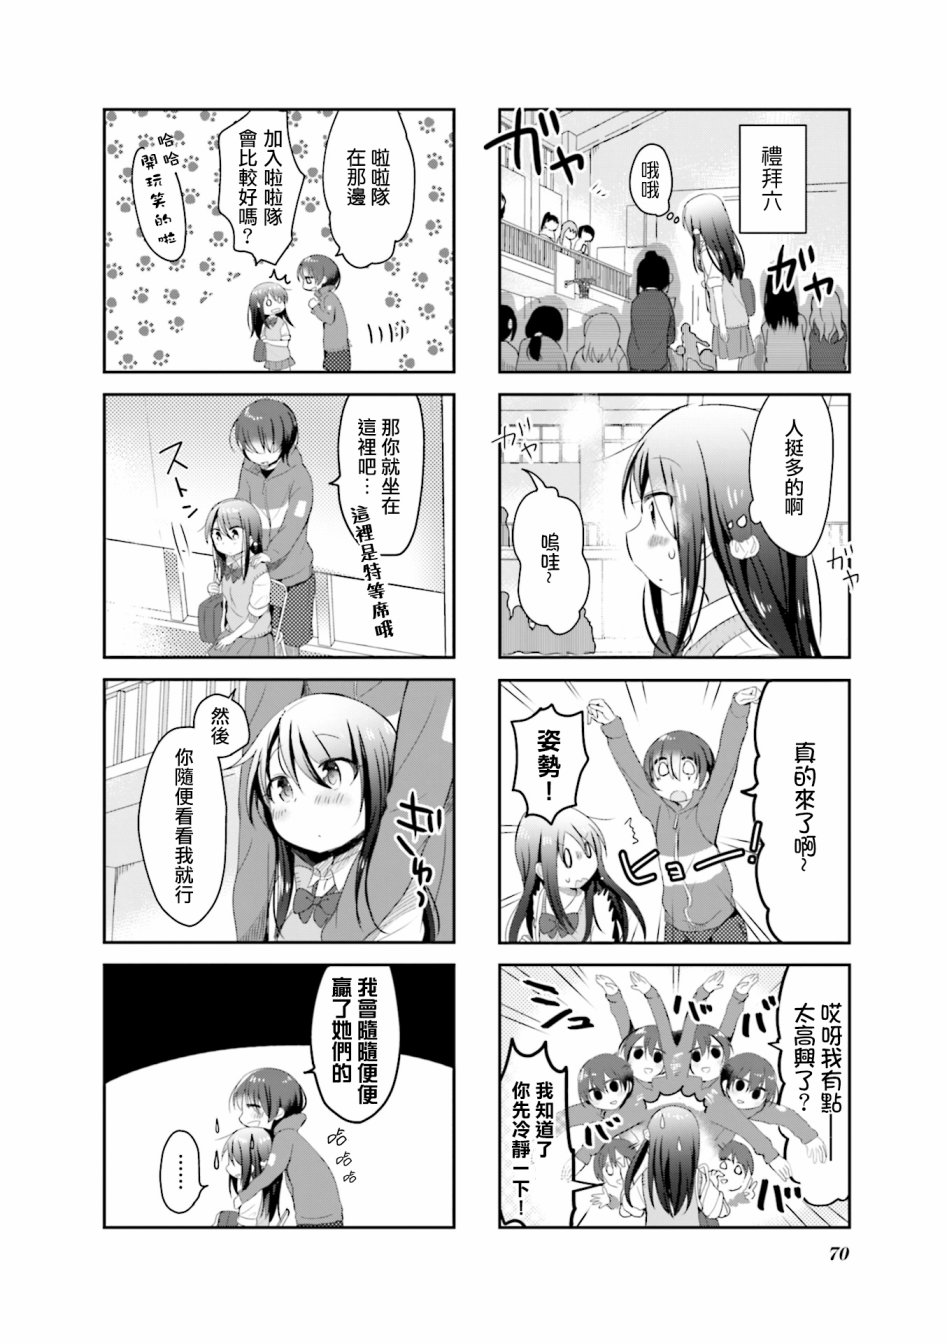 禮拜六
哦哦
ガヤ
ガヤ
人挺多的啊
嗚哇~
ガヤ
ガヤ
真的來了啊~
姿勢！
ヒョー！
哎呀我有點
太高興了？
我知道了
你先冷靜一下！
啦啦隊
在那邊
加入啦啦隊
會比較好嗎？
哈哈
開玩笑的啦
那你就坐在
這裡吧…
這裡是特等席哦
ストン
然後
你隨便看看我就行
ギゅ〜
我會隨隨便便
贏了她們的
咕
咕
咕
……
70